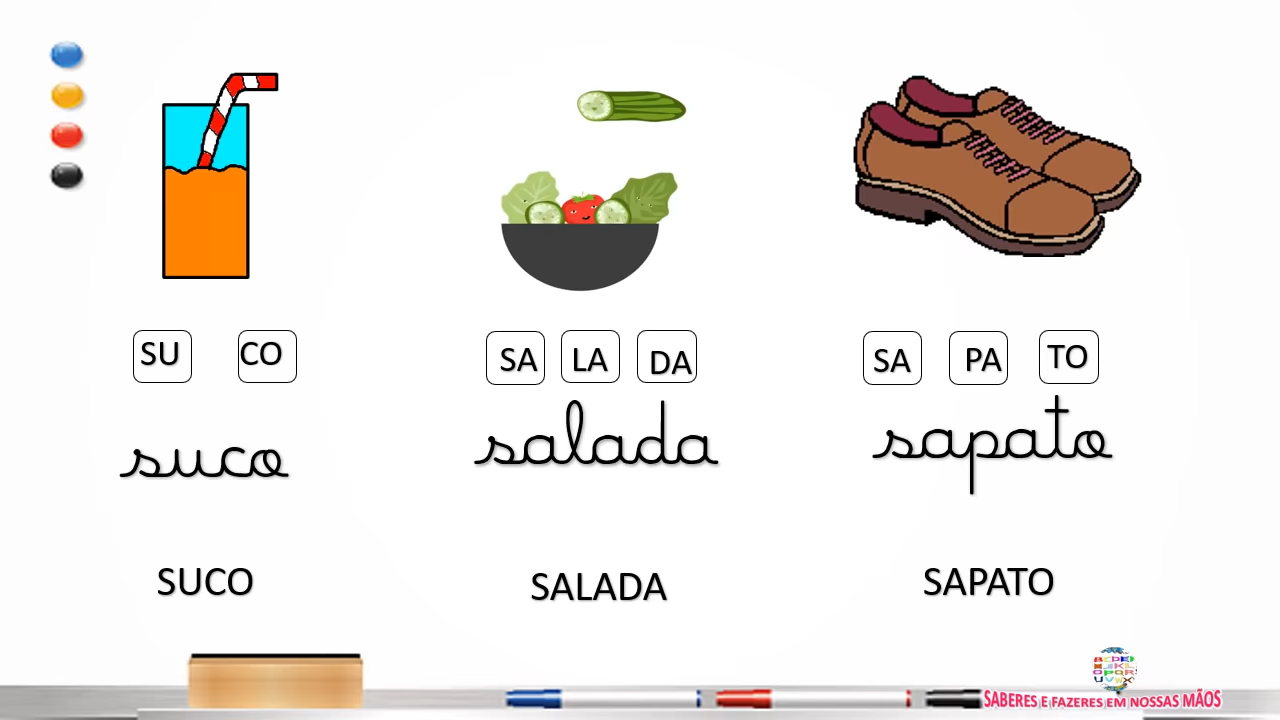 SU CO
SA LA DA
SA PA TO
suco
salada
sapato
SUCO
SALADA
SAPATO
SABERES E FAZERES EM NOSSAS MÃOS